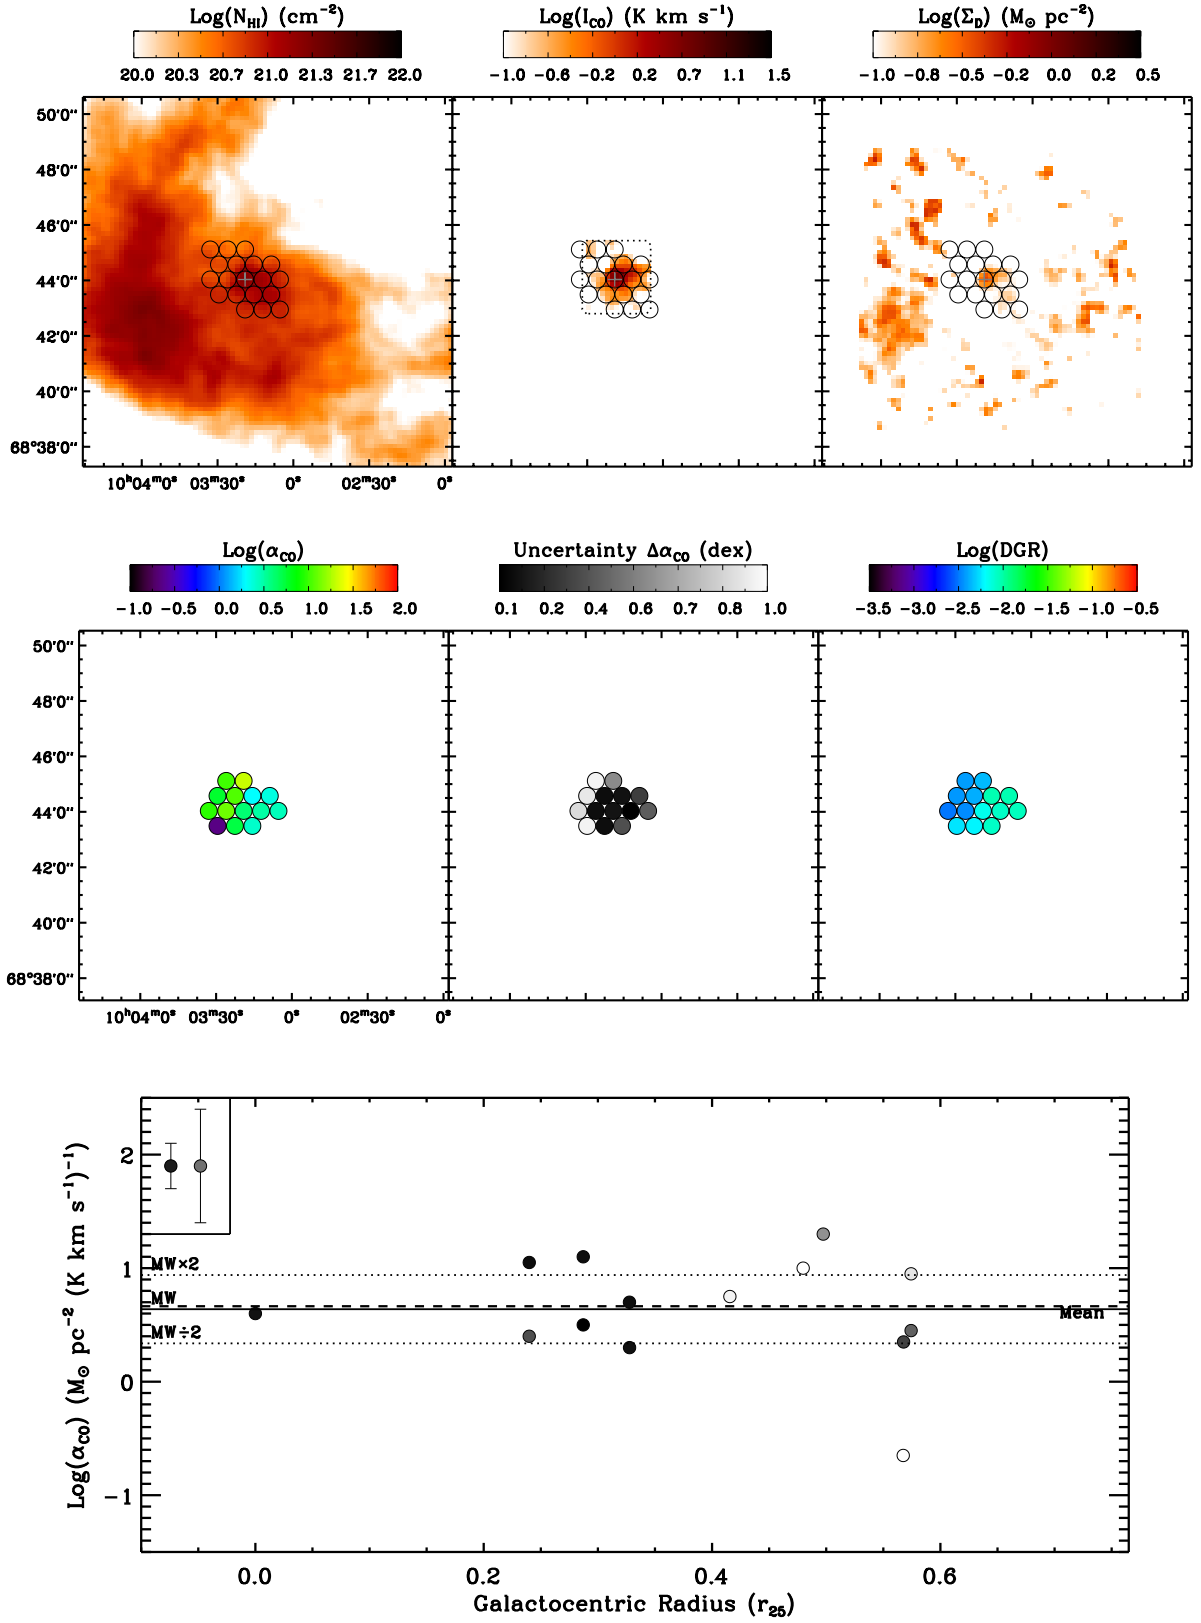 Log(N_HI) (cm⁻²)
Log(I_CO) (K km s⁻¹)
Log(Σ_D) (M⊙ pc⁻²)
20.0 20.3 20.7 21.0 21.3 21.7 22.0
-1.0 -0.6 -0.2 0.2 0.7 1.1 1.5
-1.0 -0.8 -0.5 -0.2 0.0 0.2 0.5
50'0"
48'0"
46'0"
44'0"
42'0"
40'0"
68°38'0"
10ʰ04ᵐ0ˢ 03ᵐ30ˢ 0ˢ 02ᵐ30ˢ 0ˢ
Log(α_CO)
Uncertainty Δα_CO (dex)
Log(DGR)
-1.0 -0.5 0.0 0.5 1.0 1.5 2.0
0.1 0.2 0.4 0.6 0.7 0.8 1.0
-3.5 -3.0 -2.5 -2.0 -1.5 -1.0 -0.5
50'0"
48'0"
46'0"
44'0"
42'0"
40'0"
68°38'0"
10ʰ04ᵐ0ˢ 03ᵐ30ˢ 0ˢ 02ᵐ30ˢ 0ˢ
Log(α_CO) (M⊙ pc⁻² (K km s⁻¹)⁻¹)
2
1
0
-1
MW×2
MW
MW÷2
Mean
0.0 0.2 0.4 0.6
Galactocentric Radius (r₂₅)